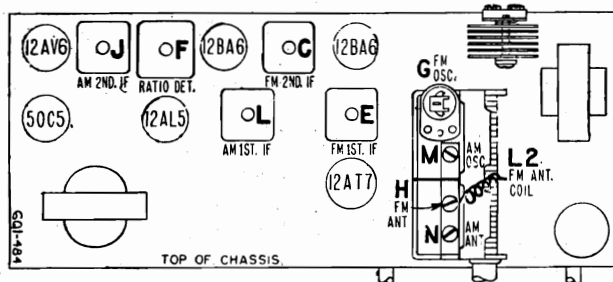 12AV6
J
AM 2ND. IF
F
RATIO DET.
12BA6
C
FM 2ND. IF
12BA6
G FM OSC.
50C5
12AL5
L
AM 1ST. IF
E
FM 1ST. IF
12AT7
M
AM OSC
L2
FM ANT. COIL
H
FM ANT
N
AM ANT
GQ1-484
TOP OF CHASSIS.